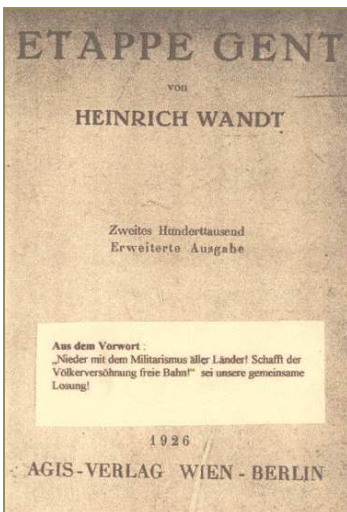 ETAPPE GENT
von
HEINRICH WANDT
Zweites Hunderttausend
Erweiterte Ausgabe
Aus dem Vorwort :
„Nieder mit dem Militarismus äller Länder! Schafft der
Völkerversöhnung freie Bahn!“ sei unsere gemeinsame
Losung!
1926
AGIS-VERLAG WIEN - BERLIN